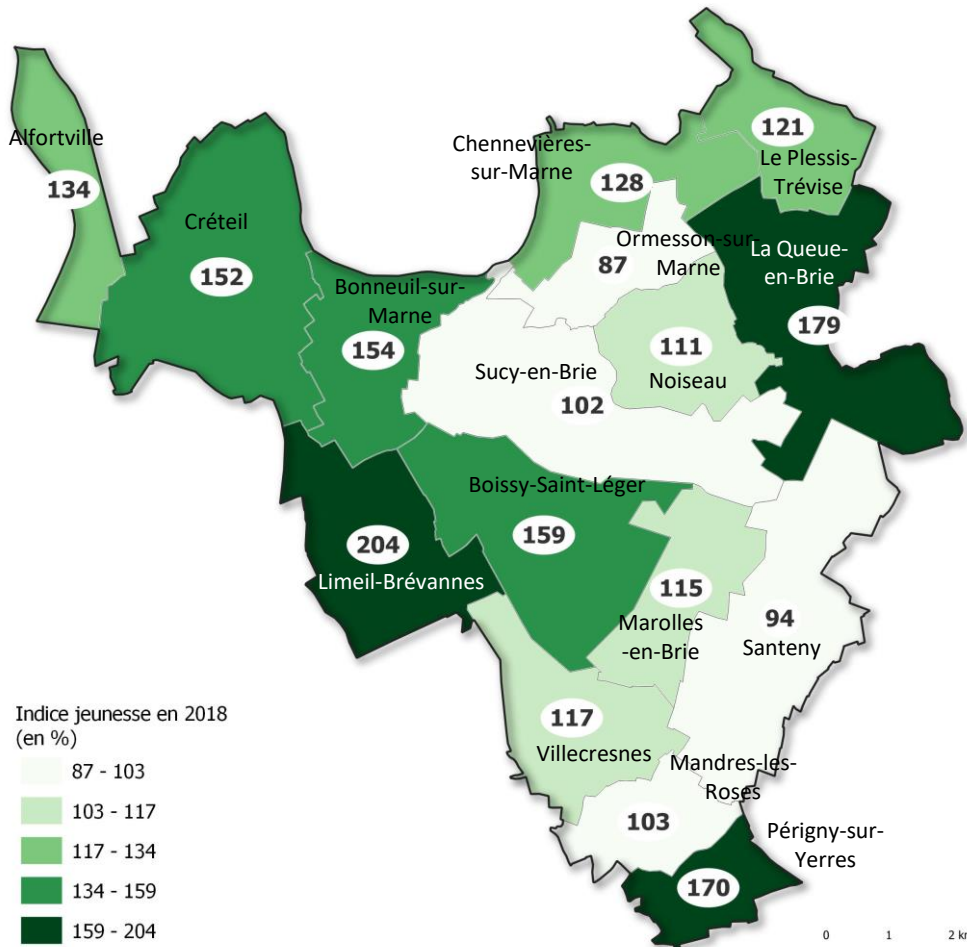 Alfortville
134
Créteil
152
Chennevières-
sur-Marne
128
121
Le Plessis-
Trévise
Ormesson-sur-
Marne
87
La Queue-
en-Brie
179
Bonneuil-sur-
Marne
154
111
Noiseau
Sucy-en-Brie
102
Boissy-Saint-Léger
159
204
Limeil-Brévannes
115
Marolles
-en-Brie
94
Santeny
117
Villecresnes
Mandres-les-
Roses
103
Périgny-sur-
Yerres
170
Indice jeunesse en 2018
(en %)
87 - 103
103 - 117
117 - 134
134 - 159
159 - 204
0 1 2 k